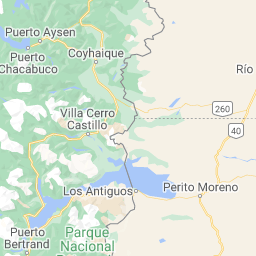 Puerto Aysen
Coyhaique
Puerto
Chacabuco
Río
260
Villa Cerro
Castillo
40
Los Antiguos
Perito Moreno
Puerto
Bertrand
Parque
Nacional